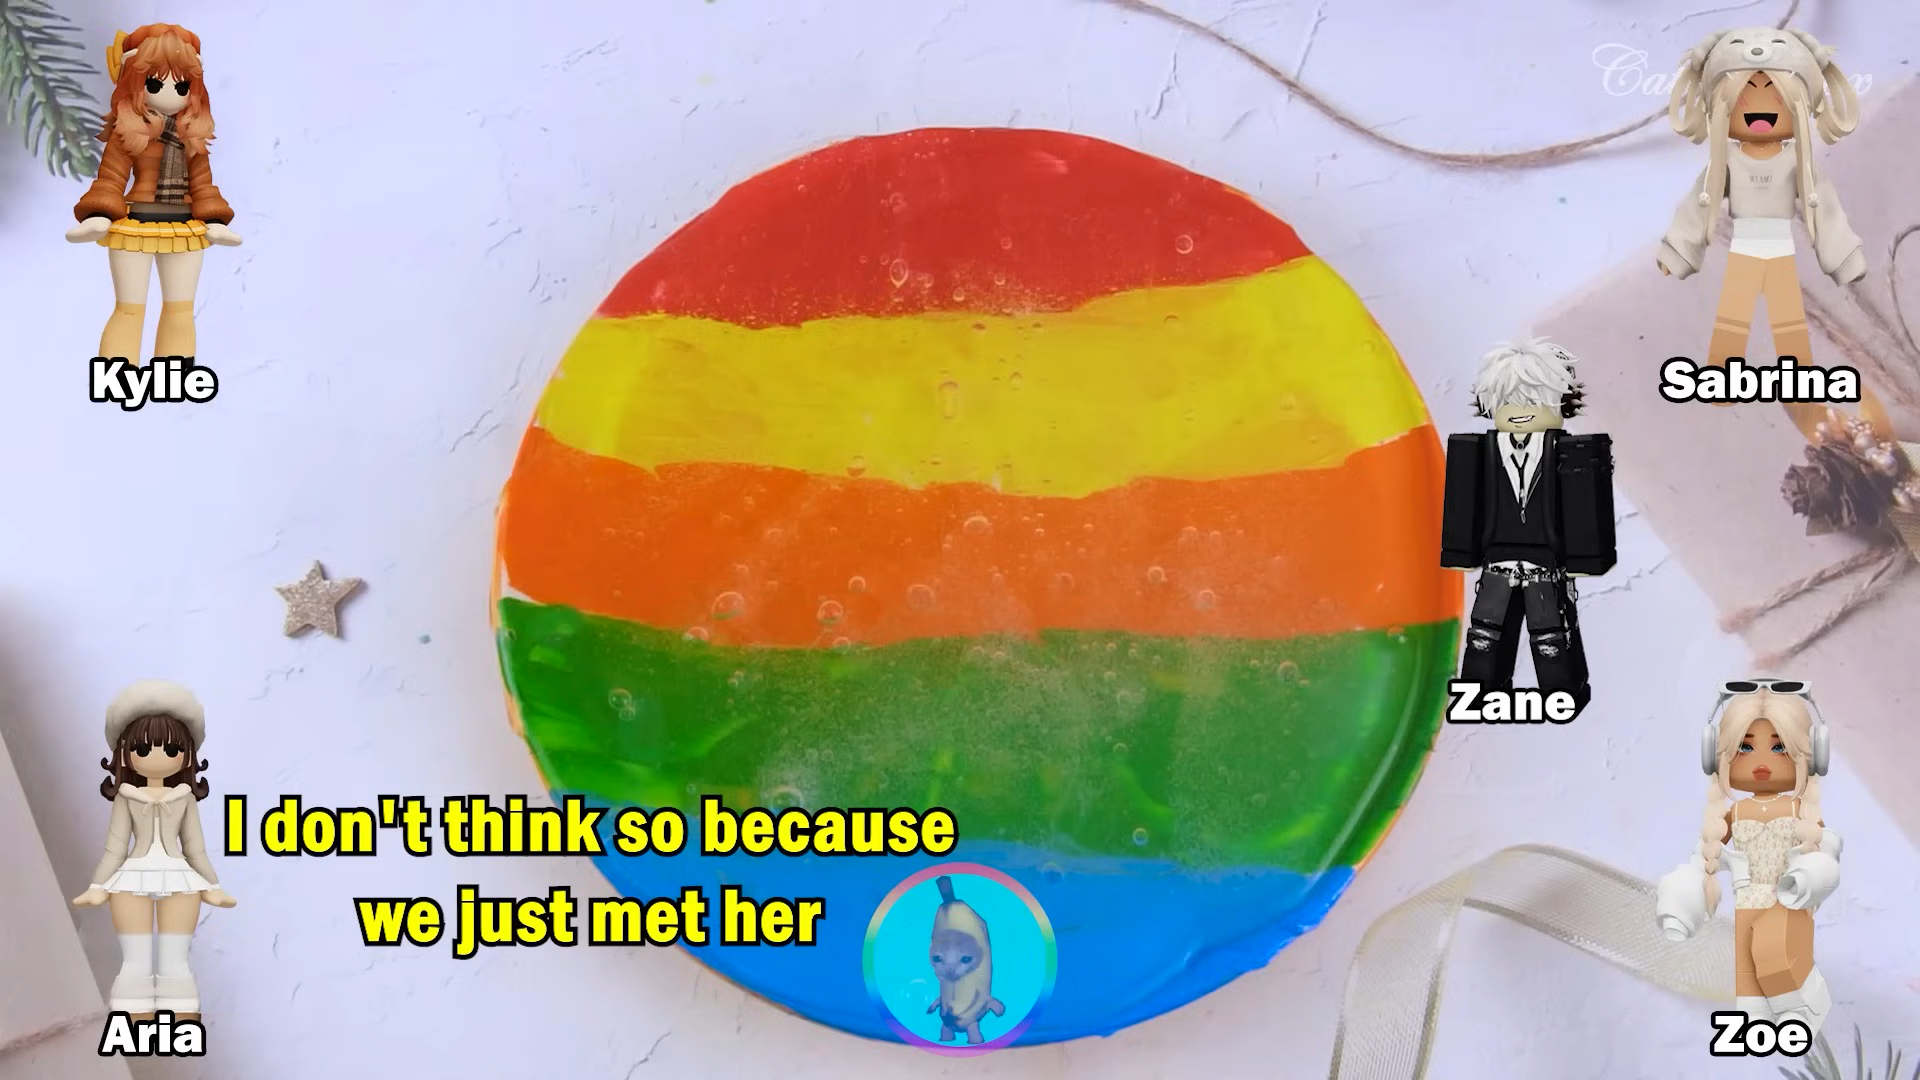 Kylie
Sabrina
Zane
I don't think so because
we just met her
Aria
Zoe